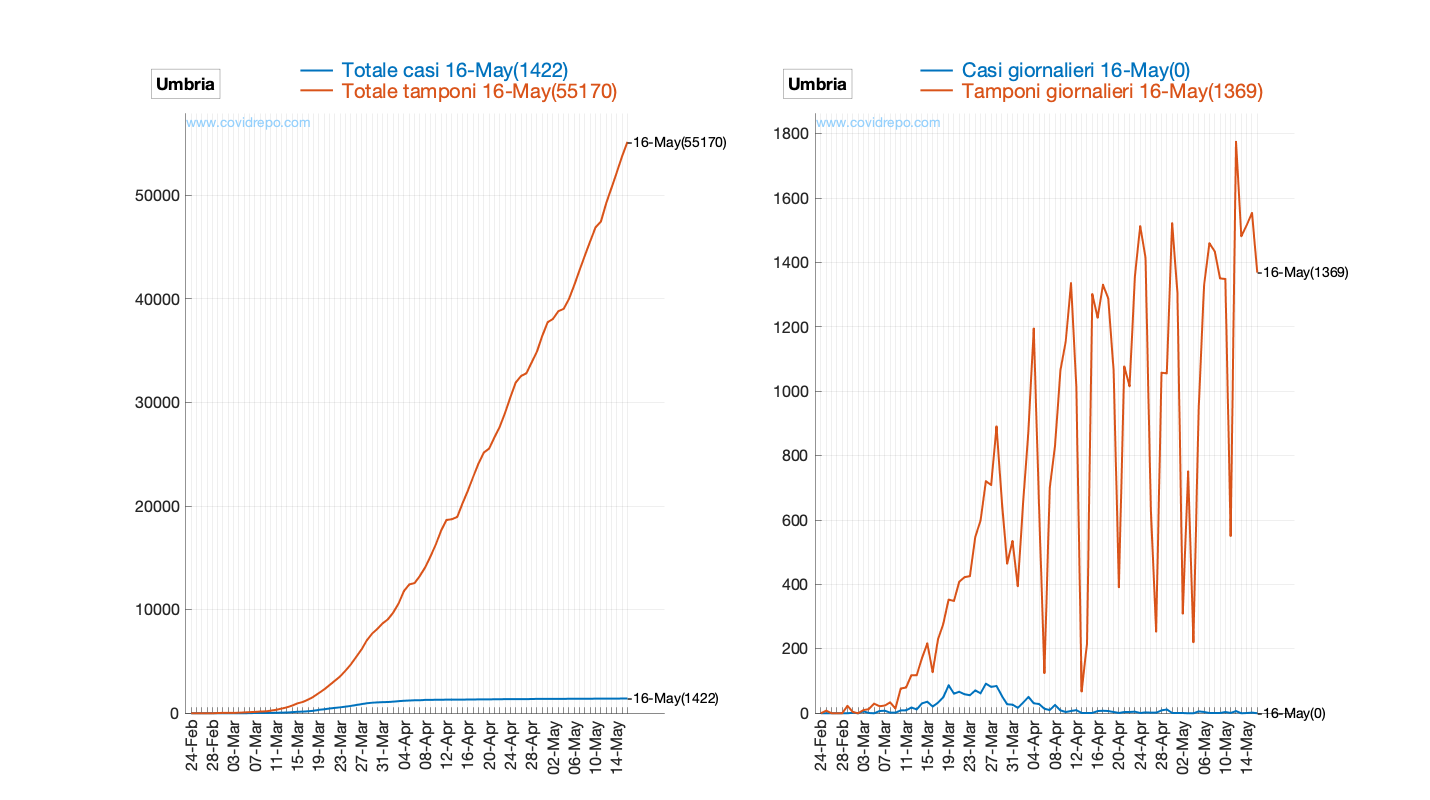 Umbria
Totale casi 16-May(1422)
Totale tamponi 16-May(55170)
www.covidrepo.com
16-May(55170)
50000
40000
30000
20000
10000
0
16-May(1422)
24-Feb
28-Feb
03-Mar
07-Mar
11-Mar
15-Mar
19-Mar
23-Mar
27-Mar
31-Mar
04-Apr
08-Apr
12-Apr
16-Apr
20-Apr
24-Apr
28-Apr
02-May
06-May
10-May
14-May
Umbria
Casi giornalieri 16-May(0)
Tamponi giornalieri 16-May(1369)
www.covidrepo.com
1800
1600
1400
16-May(1369)
1200
1000
800
600
400
200
0
16-May(0)
24-Feb
28-Feb
03-Mar
07-Mar
11-Mar
15-Mar
19-Mar
23-Mar
27-Mar
31-Mar
04-Apr
08-Apr
12-Apr
16-Apr
20-Apr
24-Apr
28-Apr
02-May
06-May
10-May
14-May